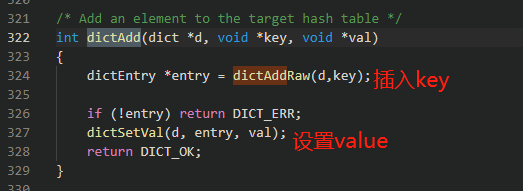 321 /* Add an element to the target hash table */
322 int dictAdd(dict *d, void *key, void *val)
323 {
324 dictEntry *entry = dictAddRaw(d,key); 插入key
326 if (!entry) return DICT_ERR;
327 dictSetVal(d, entry, val); 设置value
328 return DICT_OK;
329 }